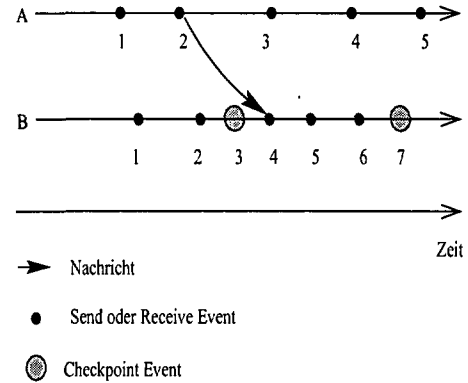 A
1 2 3 4 5
B
1 2 3 4 5 6 7
Zeit
Nachricht
Send oder Receive Event
Checkpoint Event